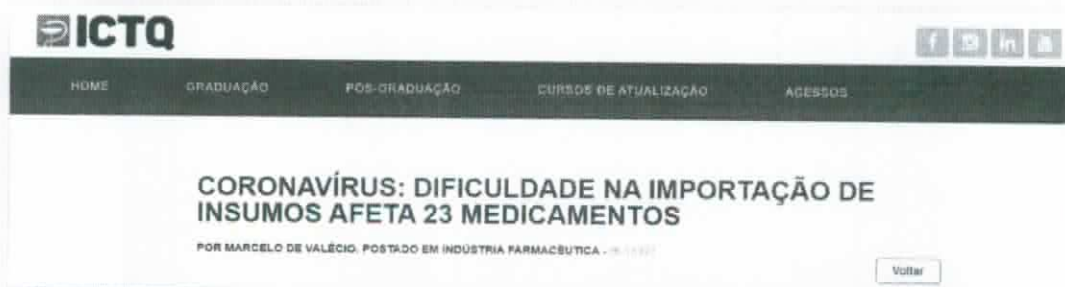 ICTQ
f in
HOME GRADUAÇÃO PÓS-GRADUAÇÃO CURSOS DE ATUALIZAÇÃO ACESSOS
CORONAVÍRUS: DIFICULDADE NA IMPORTAÇÃO DE
INSUMOS AFETA 23 MEDICAMENTOS
POR MARCELO DE VALÉCIO, POSTADO EM INDÚSTRIA FARMACÊUTICA -
Voltar